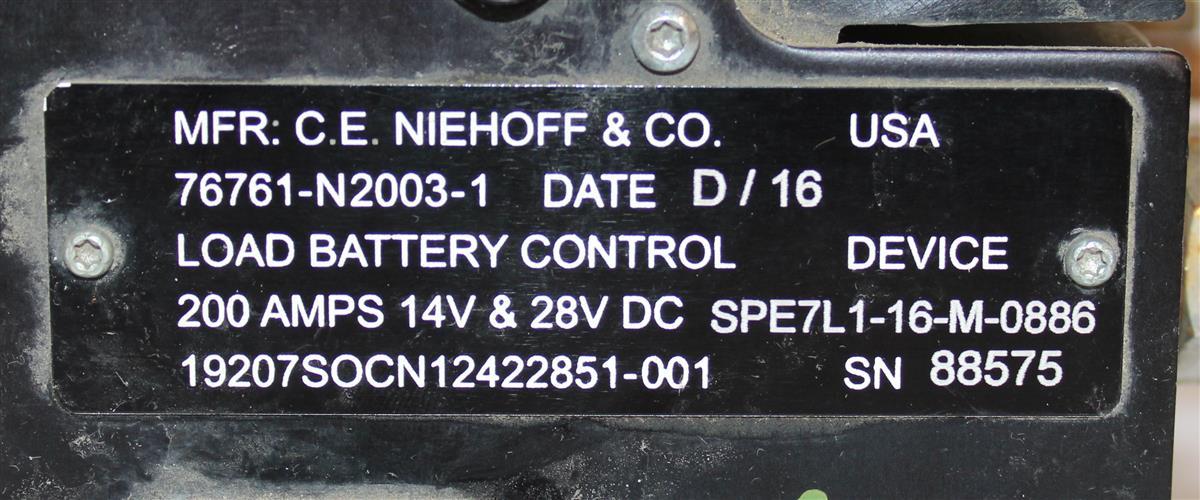 MFR: C.E. NIEHOFF & CO. USA
76761-N2003-1 DATE D / 16
LOAD BATTERY CONTROL DEVICE
200 AMPS 14V & 28V DC SPE7L1-16-M-0886
19207SOCN12422851-001 SN 88575